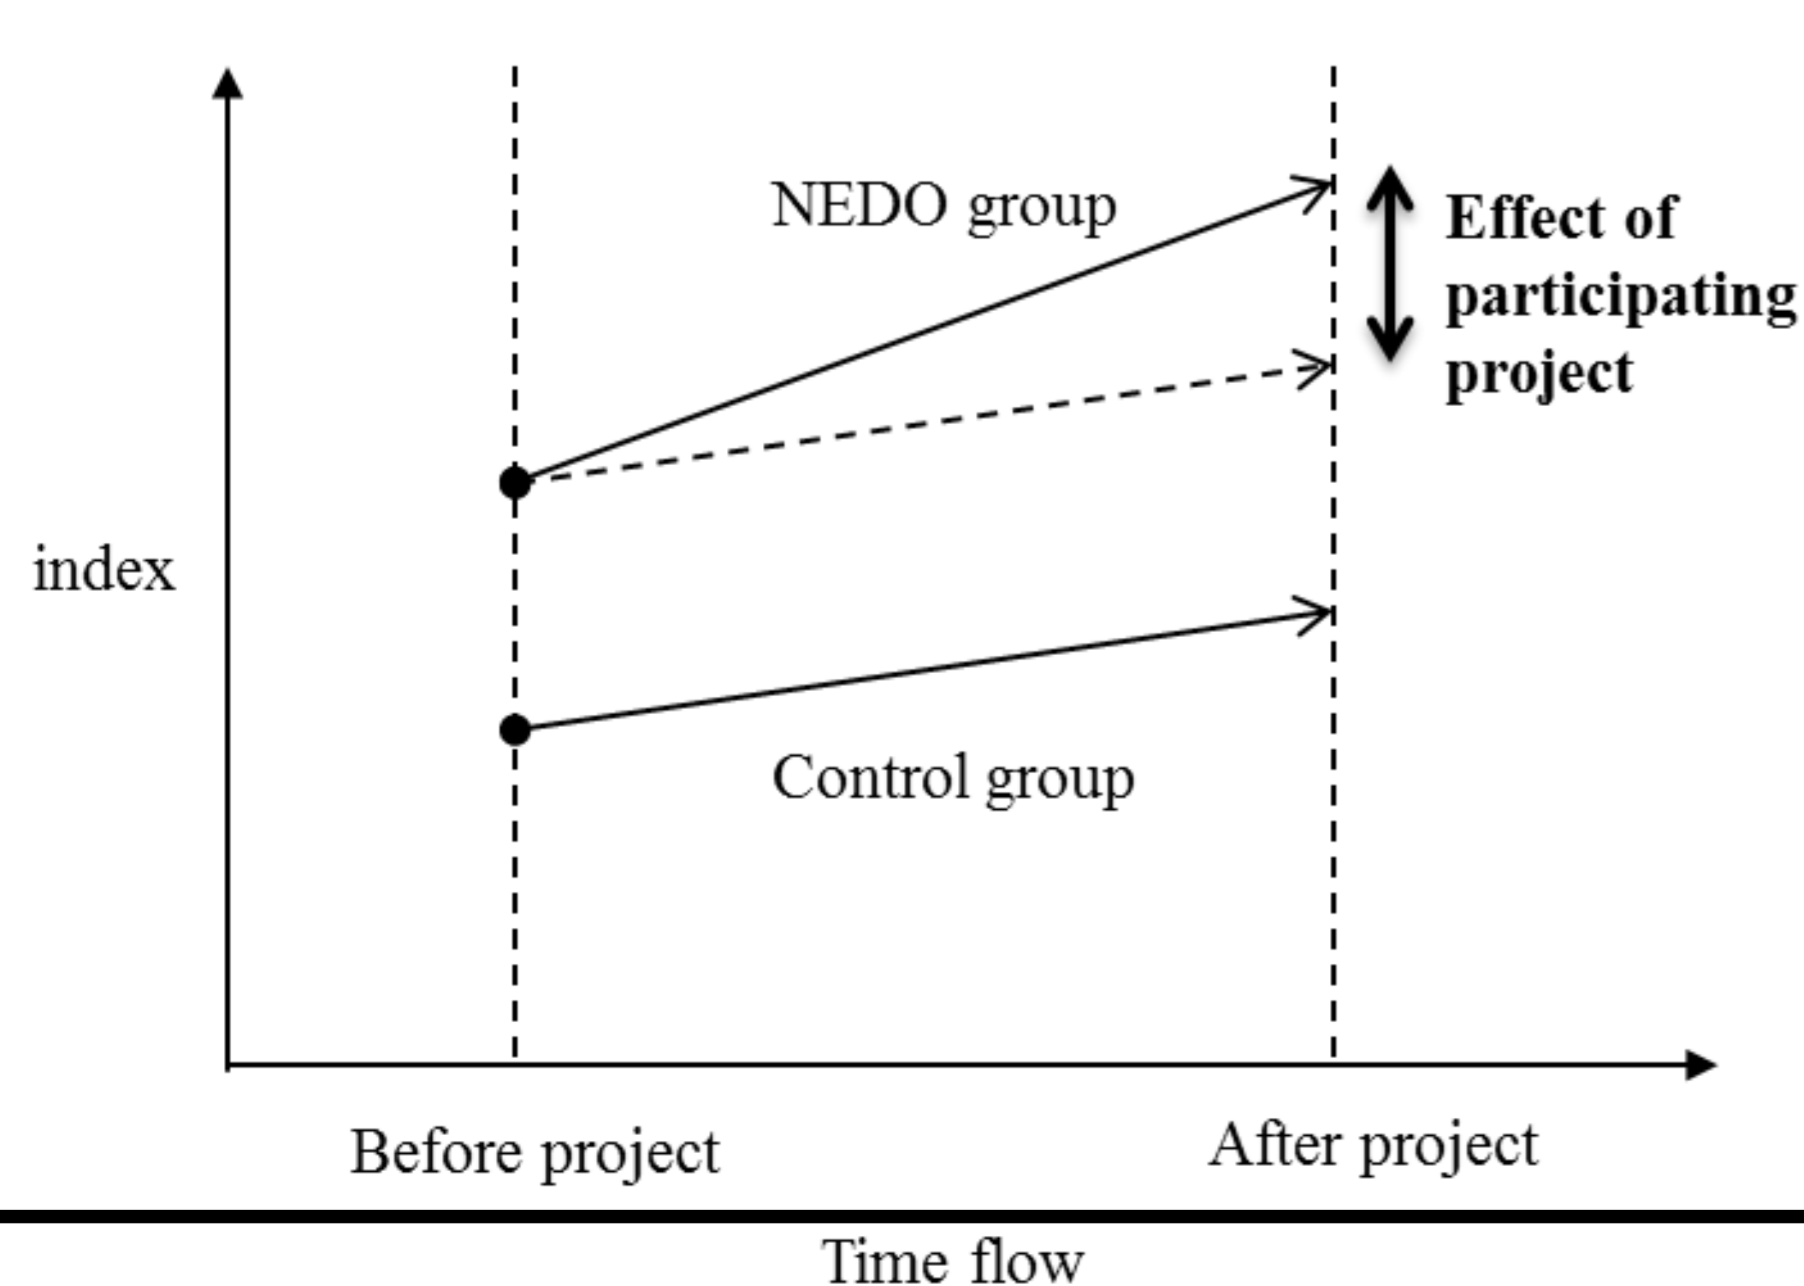 NEDO group
Effect of
participating
project
index
Control group
Before project
After project
Time flow